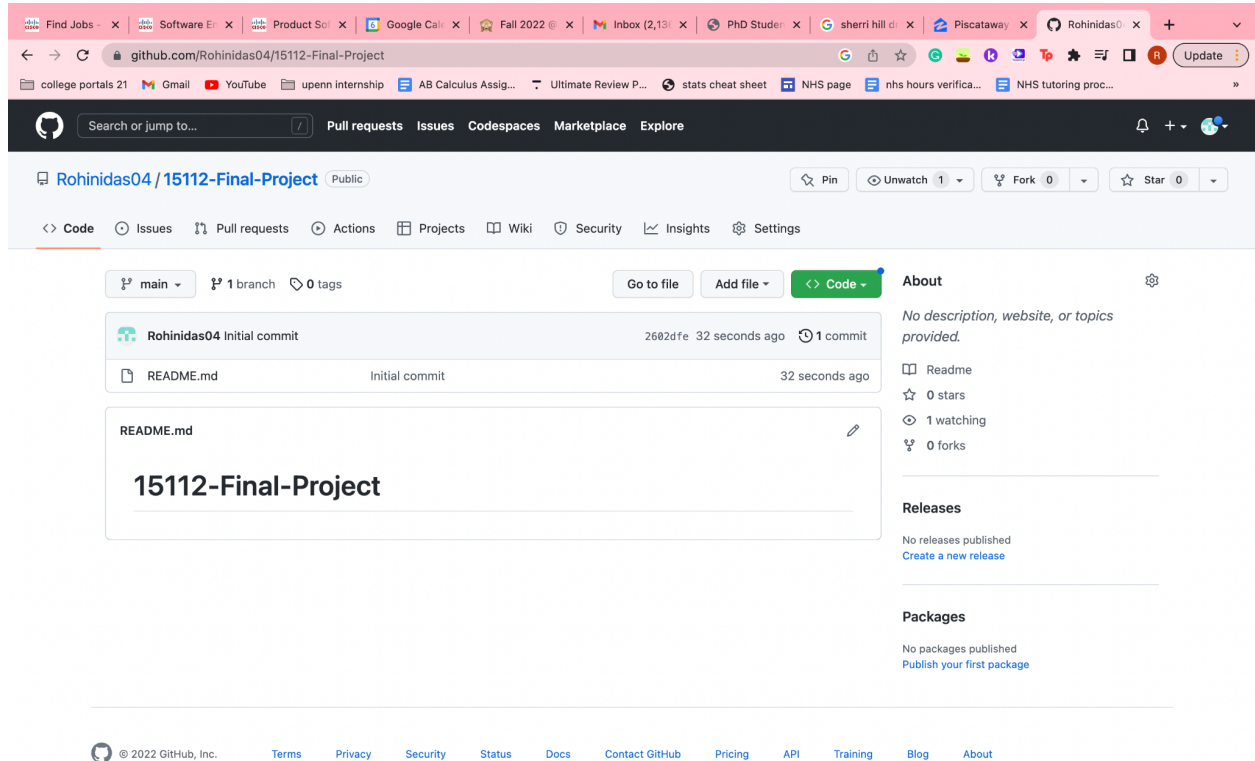 Find Jobs - Software En Product Sof Google Cale Fall 2022 @ Inbox (2,13 PhD Studen sherri hill dr Piscataway Rohinidas0
github.com/Rohinidas04/15112-Final-Project Update
college portals 21 Gmail YouTube upenn internship AB Calculus Assig... Ultimate Review P... stats cheat sheet NHS page nhs hours verifica... NHS tutoring proc... »
Search or jump to... / Pull requests Issues Codespaces Marketplace Explore
Rohinidas04 / 15112-Final-Project Public Pin Unwatch 1 Fork 0 Star 0
Code Issues Pull requests Actions Projects Wiki Security Insights Settings
main 1 branch 0 tags Go to file Add file Code About
No description, website, or topics
provided.
Rohinidas04 Initial commit 2602dfe 32 seconds ago 1 commit
README.md Initial commit 32 seconds ago
Readme
0 stars
1 watching
0 forks
README.md
15112-Final-Project
Releases
No releases published
Create a new release
Packages
No packages published
Publish your first package
© 2022 GitHub, Inc. Terms Privacy Security Status Docs Contact GitHub Pricing API Training Blog About